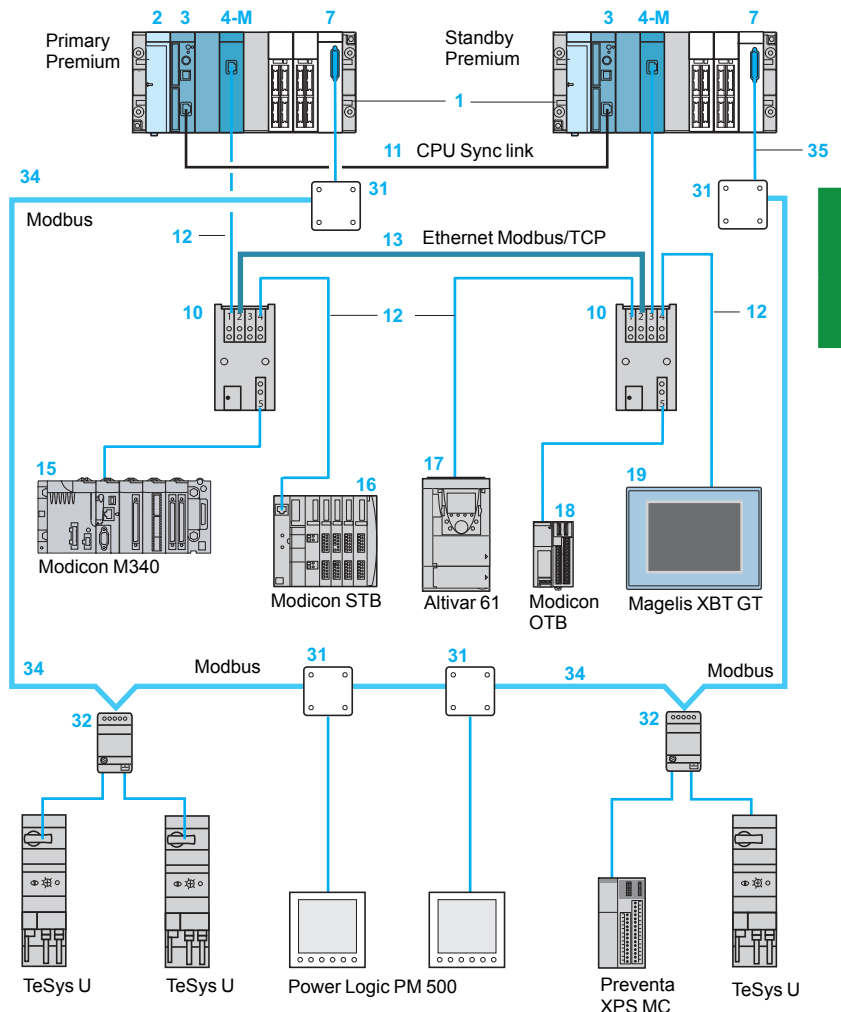 2 3 4-M 7 3 4-M 7
Primary
Premium
Standby
Premium
1
11 CPU Sync link
35
34
31
31
Modbus
12
13 Ethernet Modbus/TCP
10
12
10
12
1 2 3 4
1 2 3 4
5
5
15
16
17
18
19
Modicon M340
Modicon STB
Altivar 61
Modicon
OTB
Magelis XBT GT
34
Modbus
31
31
34
Modbus
32
32
TeSys U
TeSys U
Power Logic PM 500
Preventa
XPS MC
TeSys U